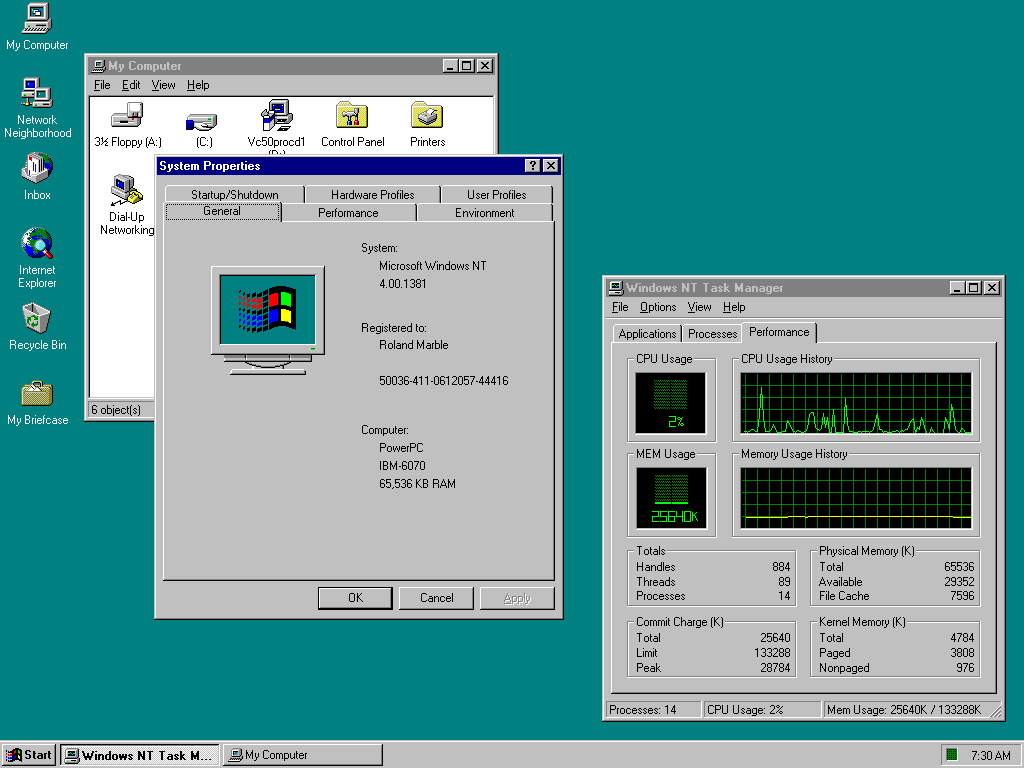 My Computer
Network
Neighborhood
Inbox
Internet
Explorer
Recycle Bin
My Briefcase
My Computer
File Edit View Help
3½ Floppy (A:) (C:) Vc50procd1 Control Panel Printers
Dial-Up
Networking
6 object(s)
System Properties
Startup/Shutdown Hardware Profiles User Profiles
General Performance Environment
System:
Microsoft Windows NT
4.00.1381
Registered to:
Roland Marble
50036-411-0612057-44416
Computer:
PowerPC
IBM-6070
65,536 KB RAM
OK Cancel Apply
Windows NT Task Manager
File Options View Help
Applications Processes Performance
CPU Usage CPU Usage History
2%
MEM Usage Memory Usage History
25640K
Totals
Handles 884
Threads 89
Processes 14
Physical Memory (K)
Total 65536
Available 29352
File Cache 7596
Commit Charge (K)
Total 25640
Limit 133288
Peak 28784
Kernel Memory (K)
Total 4784
Paged 3808
Nonpaged 976
Processes: 14 CPU Usage: 2% Mem Usage: 25640K / 133288K
Start Windows NT Task M... My Computer 7:30 AM